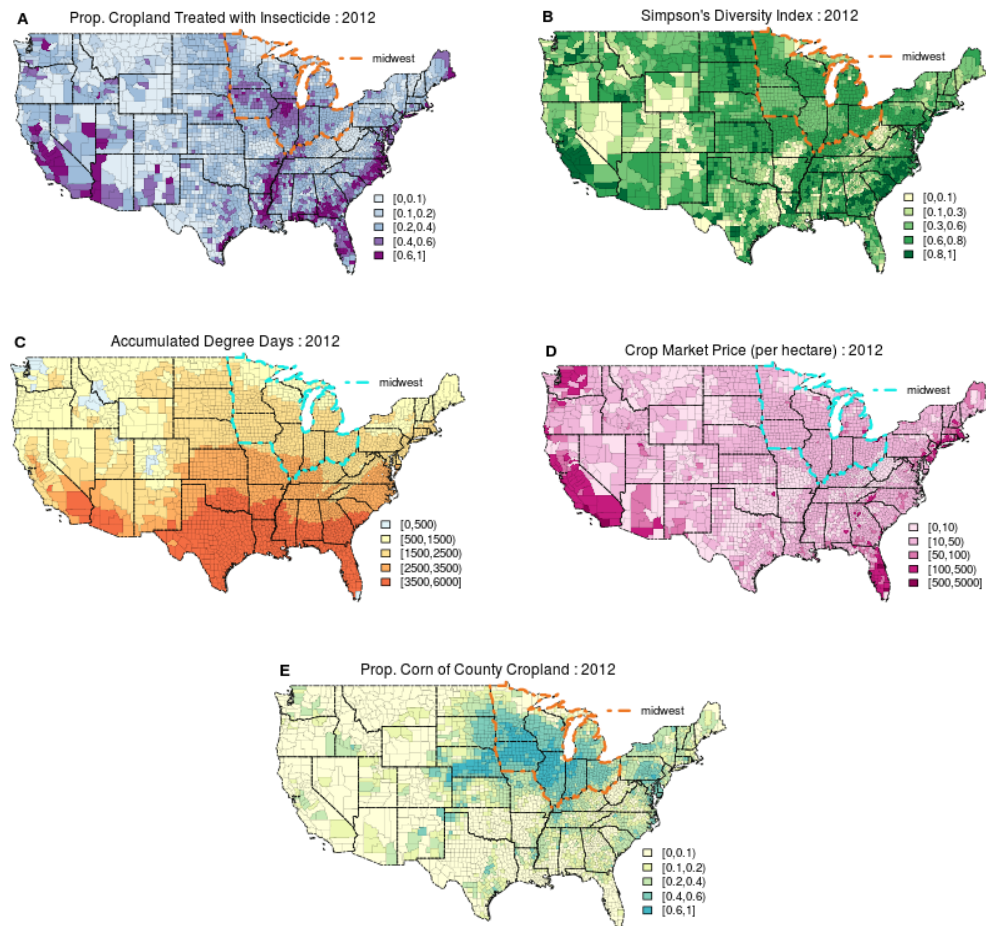 A Prop. Cropland Treated with Insecticide : 2012
midwest
[0,0.1)
[0.1,0.2)
[0.2,0.4)
[0.4,0.6)
[0.6,1]
B Simpson's Diversity Index : 2012
midwest
[0,0.1)
[0.1,0.3)
[0.3,0.6)
[0.6,0.8)
[0.8,1]
C Accumulated Degree Days : 2012
midwest
[0,500)
[500,1500)
[1500,2500)
[2500,3500)
[3500,6000]
D Crop Market Price (per hectare) : 2012
midwest
[0,10)
[10,50)
[50,100)
[100,500)
[500,5000]
E Prop. Corn of County Cropland : 2012
midwest
[0,0.1)
[0.1,0.2)
[0.2,0.4)
[0.4,0.6)
[0.6,1]